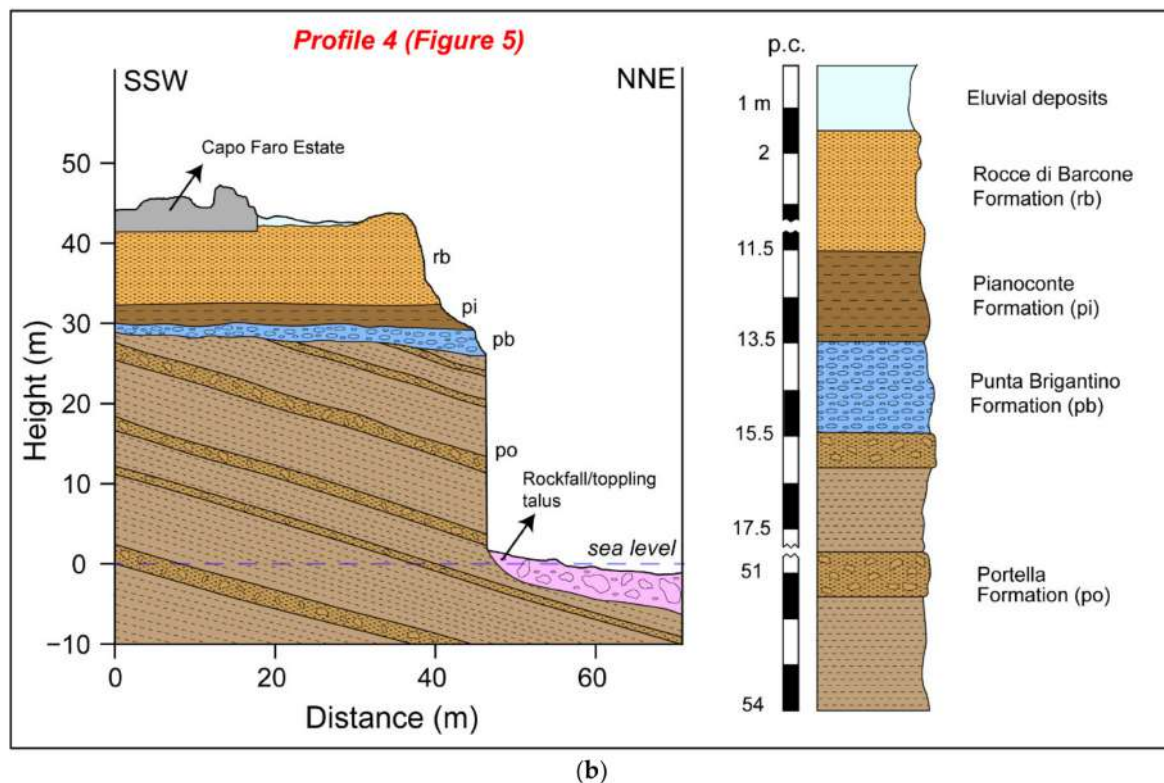 Profile 4 (Figure 5)
SSW
NNE
Capo Faro Estate
50
40
30
20
10
0
−10
Height (m)
rb
pi
pb
po
Rockfall/toppling
talus
sea level
0
20
40
60
Distance (m)
p.c.
1 m
2
11.5
13.5
15.5
17.5
51
54
Eluvial deposits
Rocce di Barcone
Formation (rb)
Pianoconte
Formation (pi)
Punta Brigantino
Formation (pb)
Portella
Formation (po)
(b)